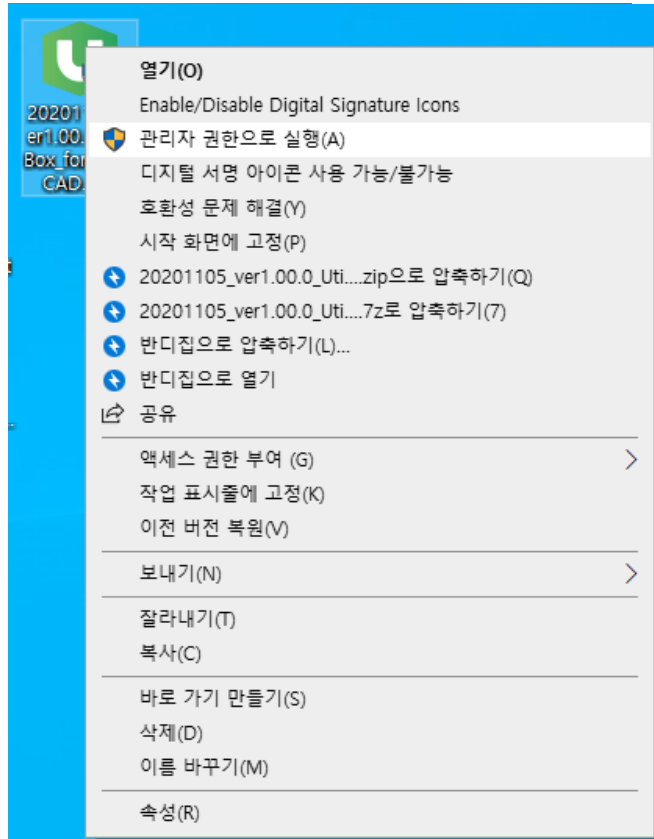 20201
er1.00.
Box_for
CAD.
열기(O)
Enable/Disable Digital Signature Icons
관리자 권한으로 실행(A)
디지털 서명 아이콘 사용 가능/불가능
호환성 문제 해결(Y)
시작 화면에 고정(P)
20201105_ver1.00.0_Uti....zip으로 압축하기(Q)
20201105_ver1.00.0_Uti....7z로 압축하기(7)
반디집으로 압축하기(L)...
반디집으로 열기
공유
액세스 권한 부여 (G)
작업 표시줄에 고정(K)
이전 버전 복원(V)
보내기(N)
잘라내기(T)
복사(C)
바로 가기 만들기(S)
삭제(D)
이름 바꾸기(M)
속성(R)